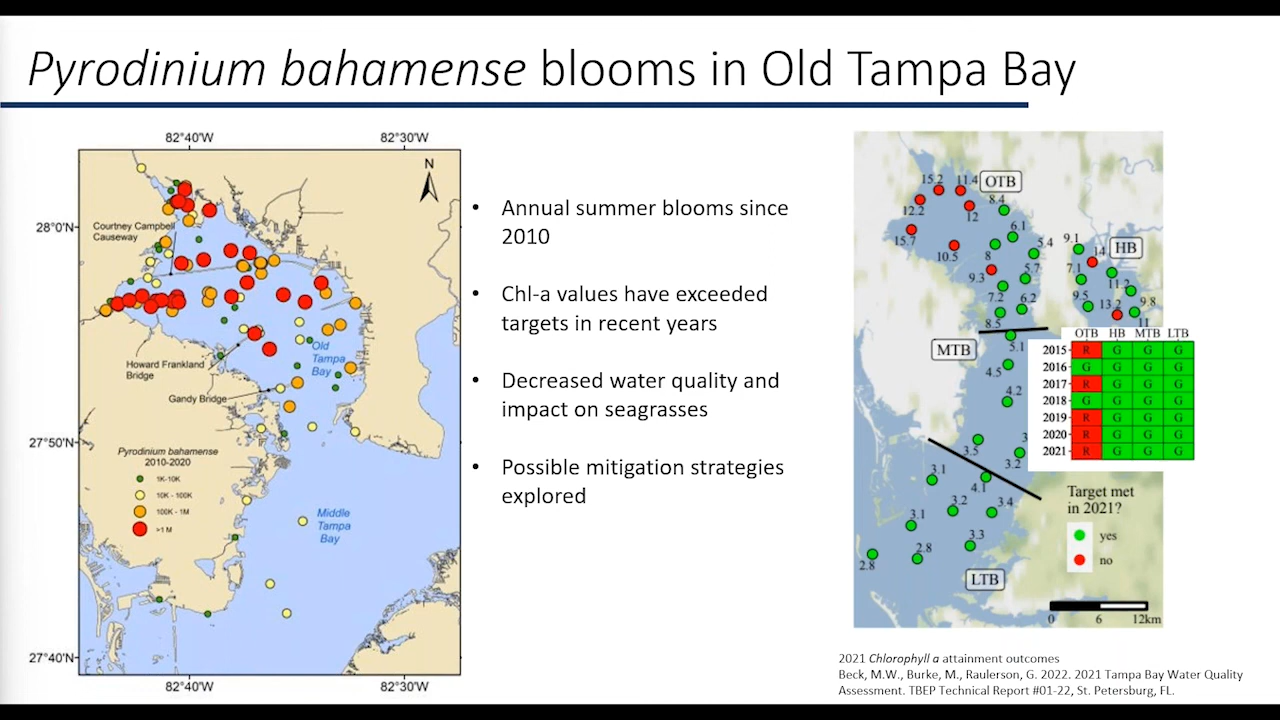 Pyrodinium bahamense blooms in Old Tampa Bay
82°40'W
82°30'W
N
28°0'N
Courtney Campbell
Causeway
Old
Tampa
Bay
Howard Frankland
Bridge
Gandy Bridge
27°50'N
Pyrodinium bahamense
2010-2020
1K-10K
10K - 100K
100K - 1M
>1 M
Middle
Tampa
Bay
27°40'N
82°40'W
82°30'W
• Annual summer blooms since
2010
• Chl-a values have exceeded
targets in recent years
• Decreased water quality and
impact on seagrasses
• Possible mitigation strategies
explored
15.2
11.4
OTB
8.4
12.2
12
6.1
15.7
10.5
8
5.4
9.1
14
HB
9.3
5.7
7.1
11.2
7.2
6.2
9.5
13.2
9.8
8.5
11
MTB
5.1
4.5
4.2
3
3.5
3.2
3.1
4.1
3.2
3.4
3.1
3.3
2.8
2.8
LTB
OTB HB MTB LTB
2015 R G G G
2016 G G G G
2017 R G G G
2018 G G G G
2019 R G G G
2020 R G G G
2021 R G G G
Target met
in 2021?
yes
no
0 6 12km
2021 Chlorophyll a attainment outcomes
Beck, M.W., Burke, M., Raulerson, G. 2022. 2021 Tampa Bay Water Quality
Assessment. TBEP Technical Report #01-22, St. Petersburg, FL.